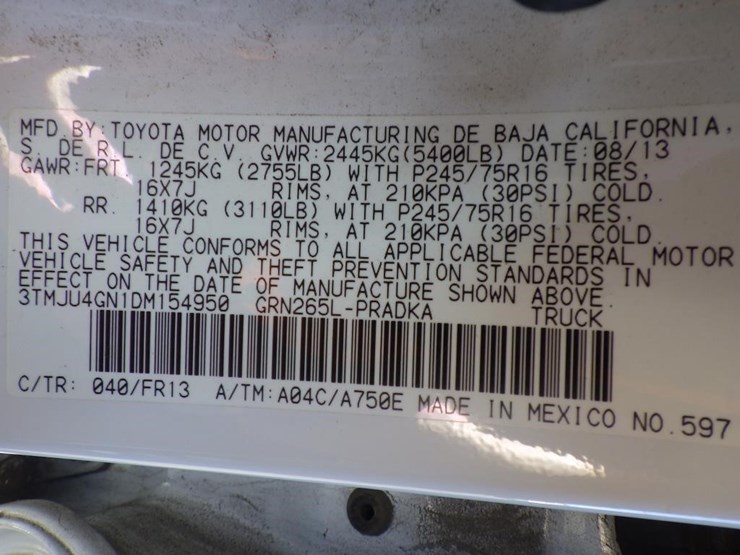 MFD. BY: TOYOTA MOTOR MANUFACTURING DE BAJA CALIFORNIA,
S. DE R.L. DE C.V. GVWR:2445KG(5400LB) DATE:08/13
GAWR:FRT. 1245KG (2755LB) WITH P245/75R16 TIRES,
16X7J RIMS, AT 210KPA (30PSI) COLD.
RR. 1410KG (3110LB) WITH P245/75R16 TIRES,
16X7J RIMS, AT 210KPA (30PSI) COLD.
THIS VEHICLE CONFORMS TO ALL APPLICABLE FEDERAL MOTOR
VEHICLE SAFETY AND THEFT PREVENTION STANDARDS IN
EFFECT ON THE DATE OF MANUFACTURE SHOWN ABOVE.
3TMJU4GN1DM154950 GRN265L-PRADKA TRUCK
C/TR: 040/FR13 A/TM:A04C/A750E MADE IN MEXICO NO.597